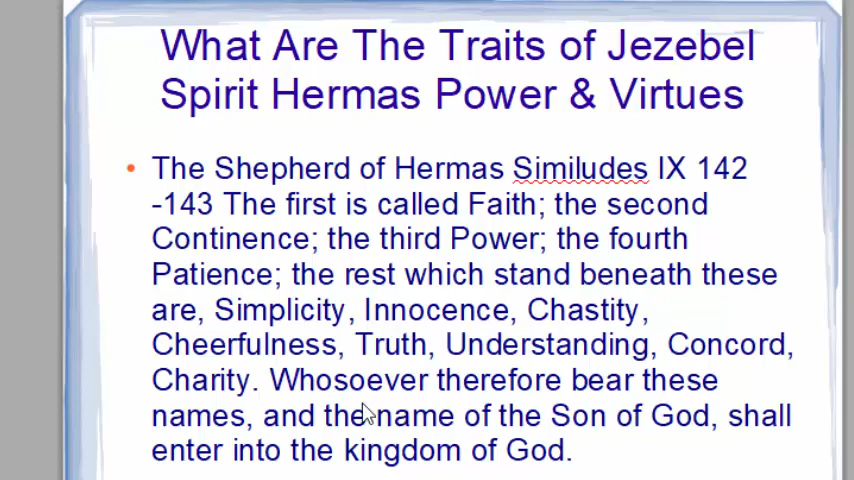 What Are The Traits of Jezebel
Spirit Hermas Power & Virtues
• The Shepherd of Hermas Similudes IX 142
-143 The first is called Faith; the second
Continence; the third Power; the fourth
Patience; the rest which stand beneath these
are, Simplicity, Innocence, Chastity,
Cheerfulness, Truth, Understanding, Concord,
Charity. Whosoever therefore bear these
names, and the name of the Son of God, shall
enter into the kingdom of God.